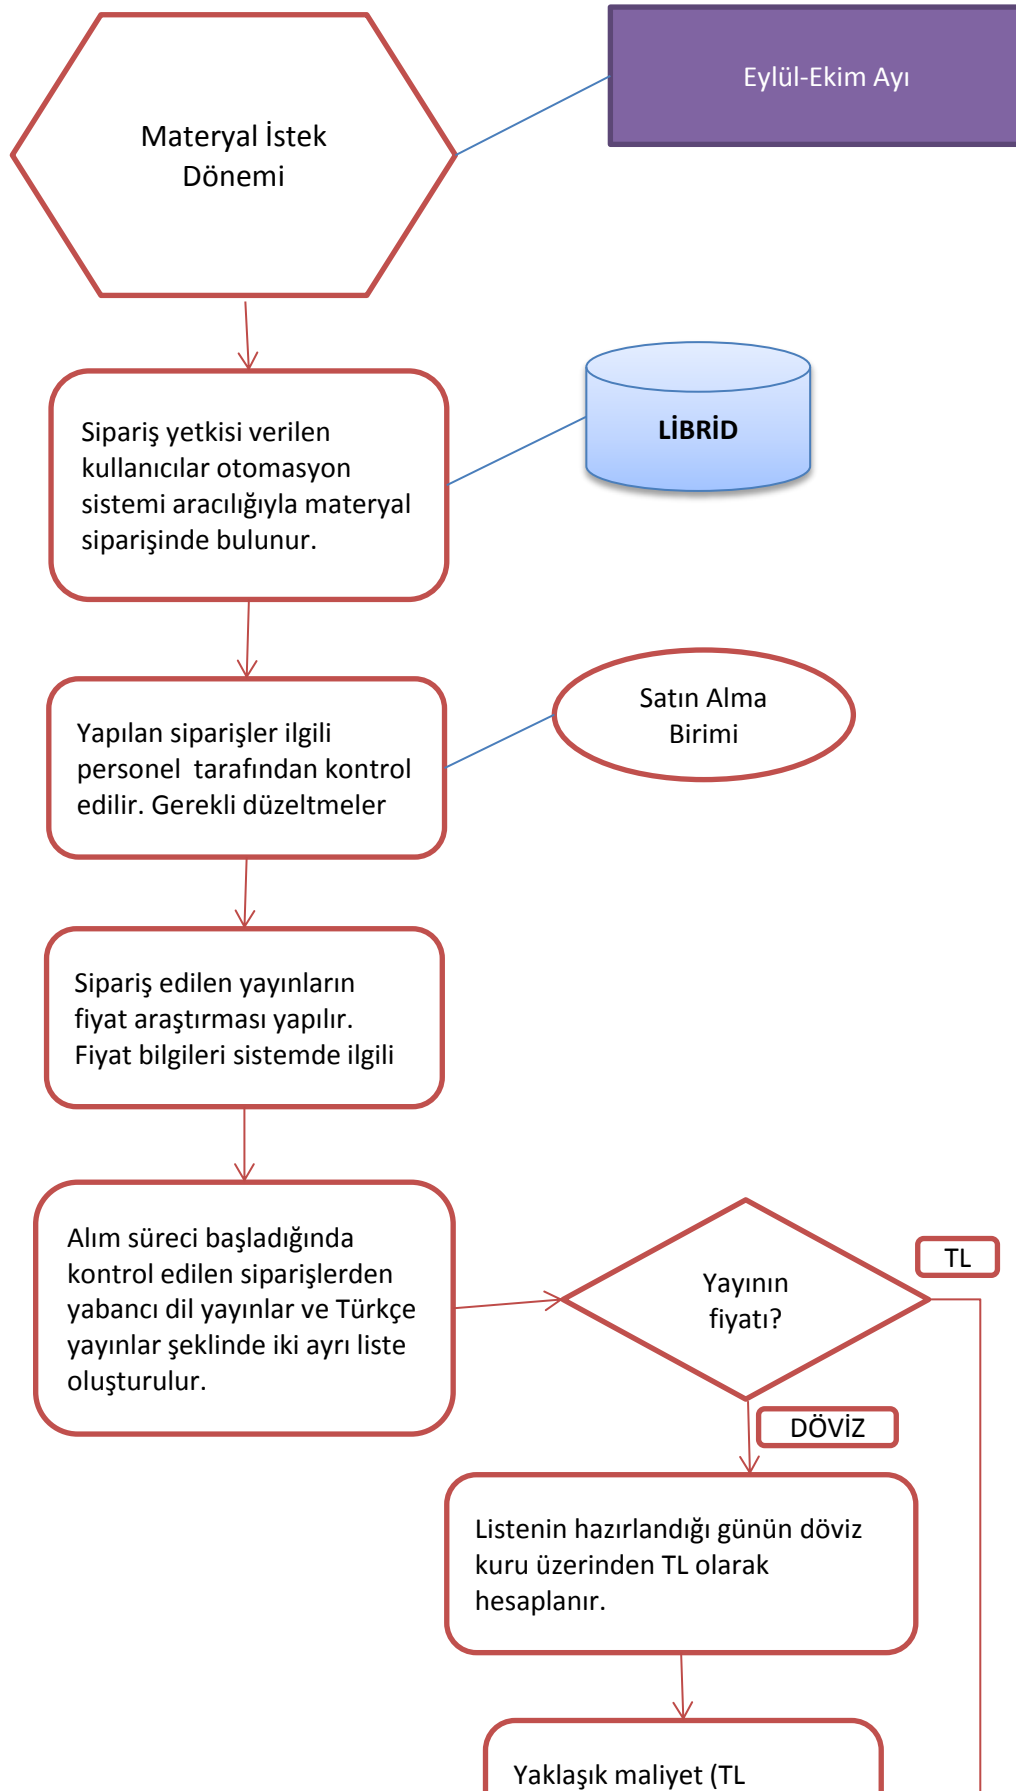 Eylül-Ekim Ayı
Materyal İstek
Dönemi
Sipariş yetkisi verilen
kullanıcılar otomasyon
sistemi aracılığıyla materyal
siparişinde bulunur.
LİBRİD
Yapılan siparişler ilgili
personel  tarafından kontrol
edilir. Gerekli düzeltmeler
Satın Alma
Birimi
Sipariş edilen yayınların
fiyat araştırması yapılır.
Fiyat bilgileri sistemde ilgili
Alım süreci başladığında
kontrol edilen siparişlerden
yabancı dil yayınlar ve Türkçe
yayınlar şeklinde iki ayrı liste
oluşturulur.
Yayının
fiyatı?
TL
DÖVİZ
Listenin hazırlandığı günün döviz
kuru üzerinden TL olarak
hesaplanır.
Yaklaşık maliyet (TL